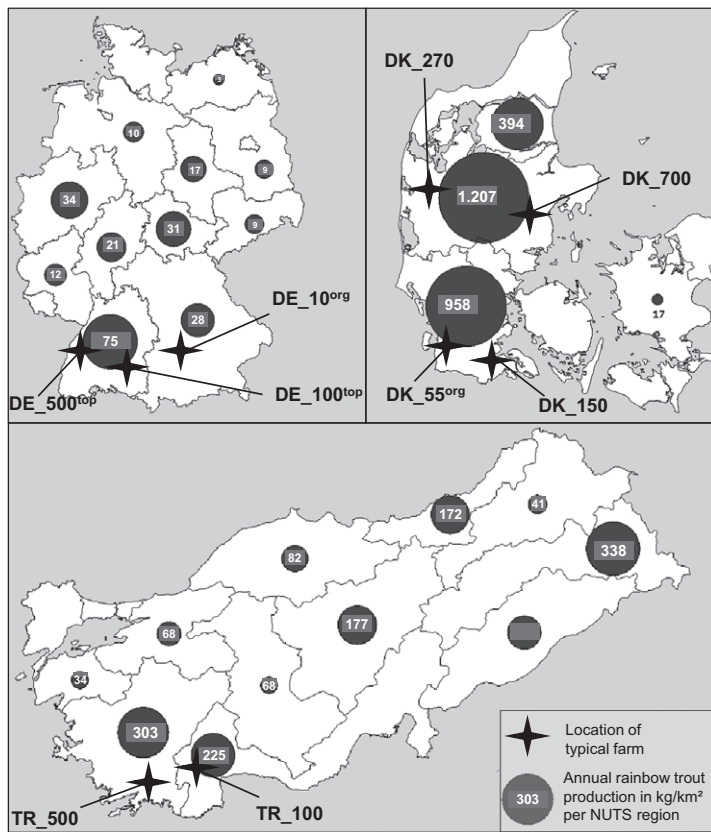 3
10
17
9
34
31
9
21
12
28
75
DE_10org
DE_500top
DE_100top
DK_270
394
1.207
DK_700
958
17
DK_55org
DK_150
172
41
338
82
177
68
34
68
303
225
TR_500
TR_100
Location of
typical farm
303
Annual rainbow trout
production in kg/km²
per NUTS region